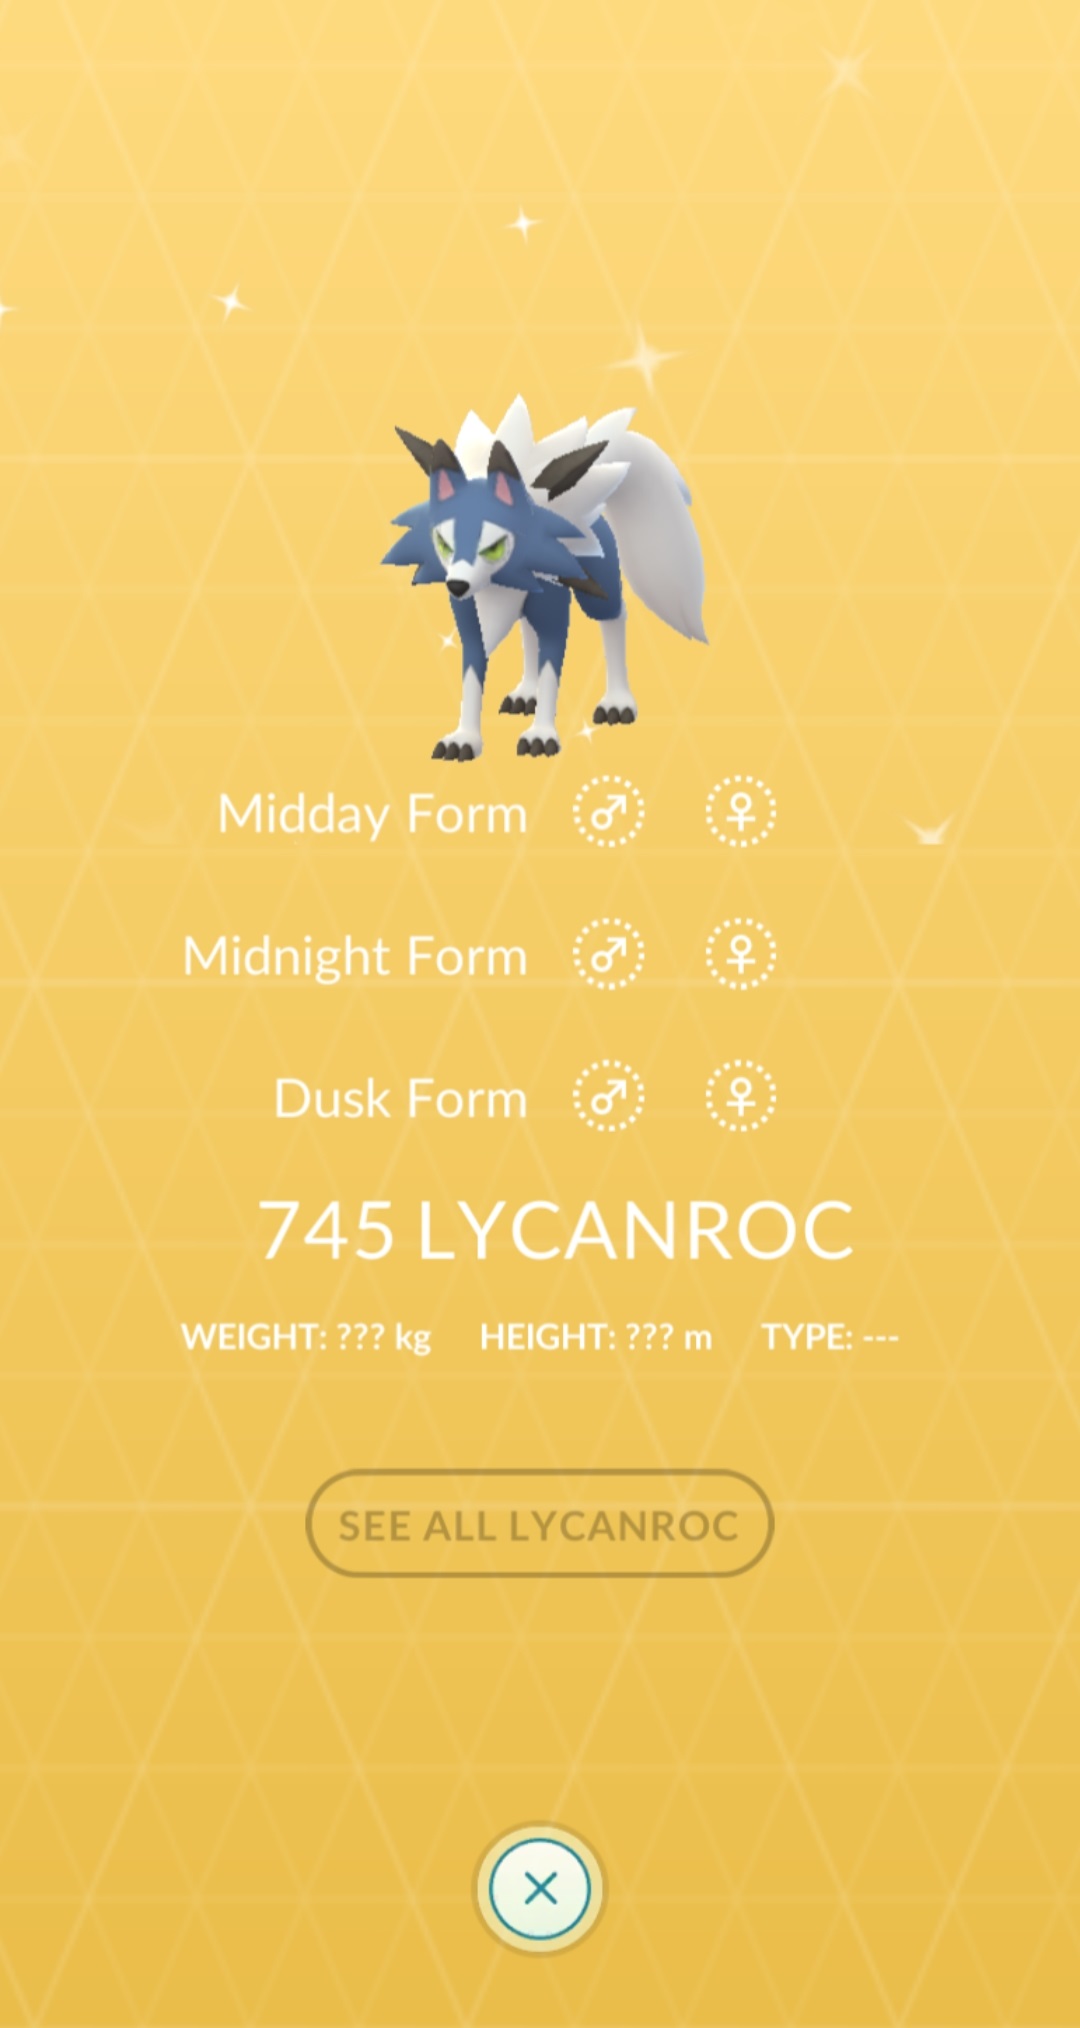 Midday Form ♂ ♀
Midnight Form ♂ ♀
Dusk Form ♂ ♀
745 LYCANROC
WEIGHT: ??? kg HEIGHT: ??? m TYPE: ---
SEE ALL LYCANROC